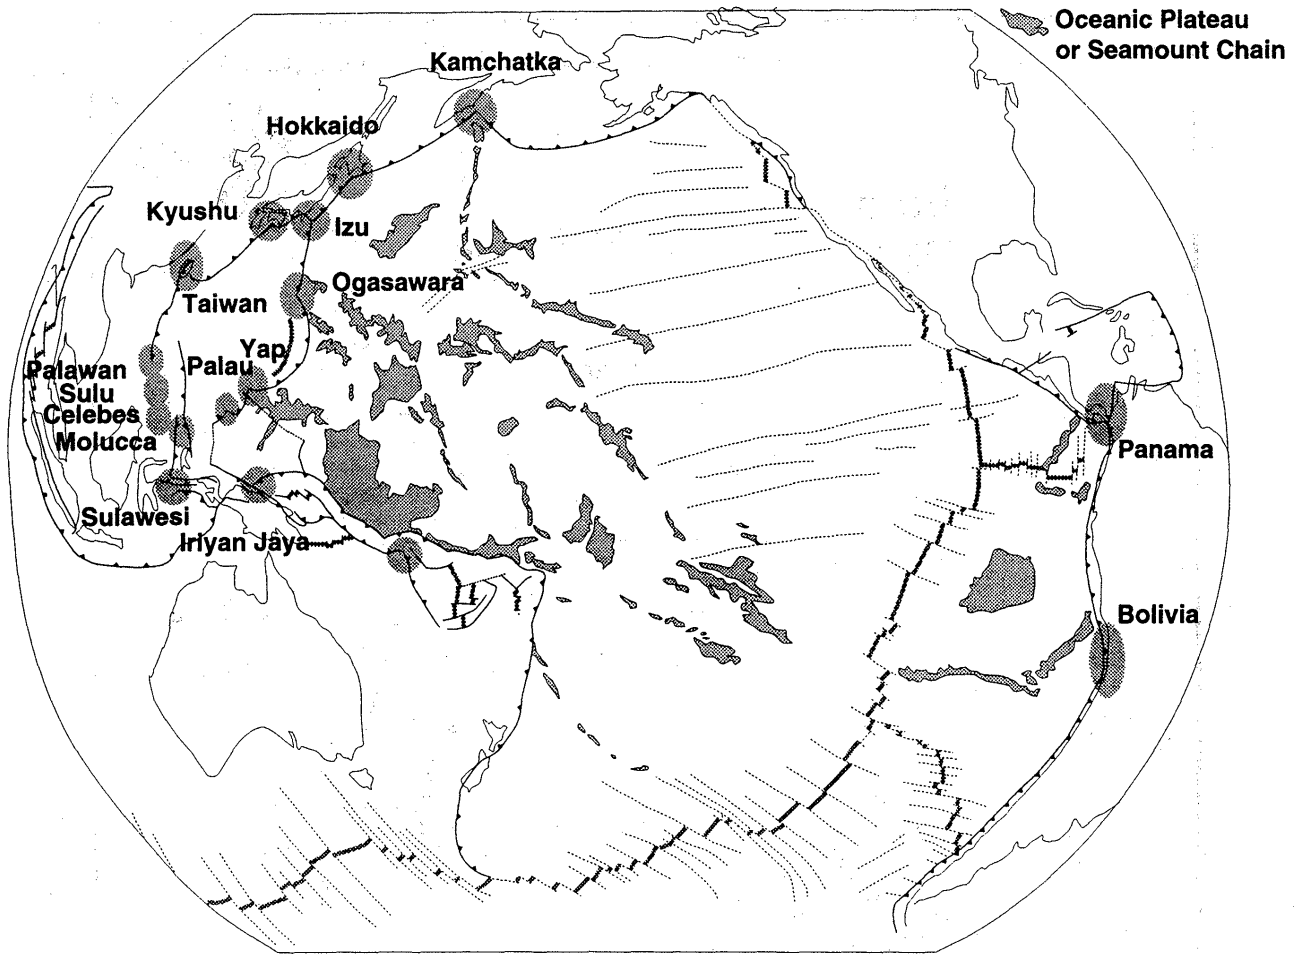 Oceanic Plateau
or Seamount Chain
Kamchatka
Hokkaido
Kyushu
Izu
Taiwan
Ogasawara
Yap
Palawan
Palau
Sulu
Celebes
Molucca
Panama
Sulawesi
Iriyan Jaya
Bolivia